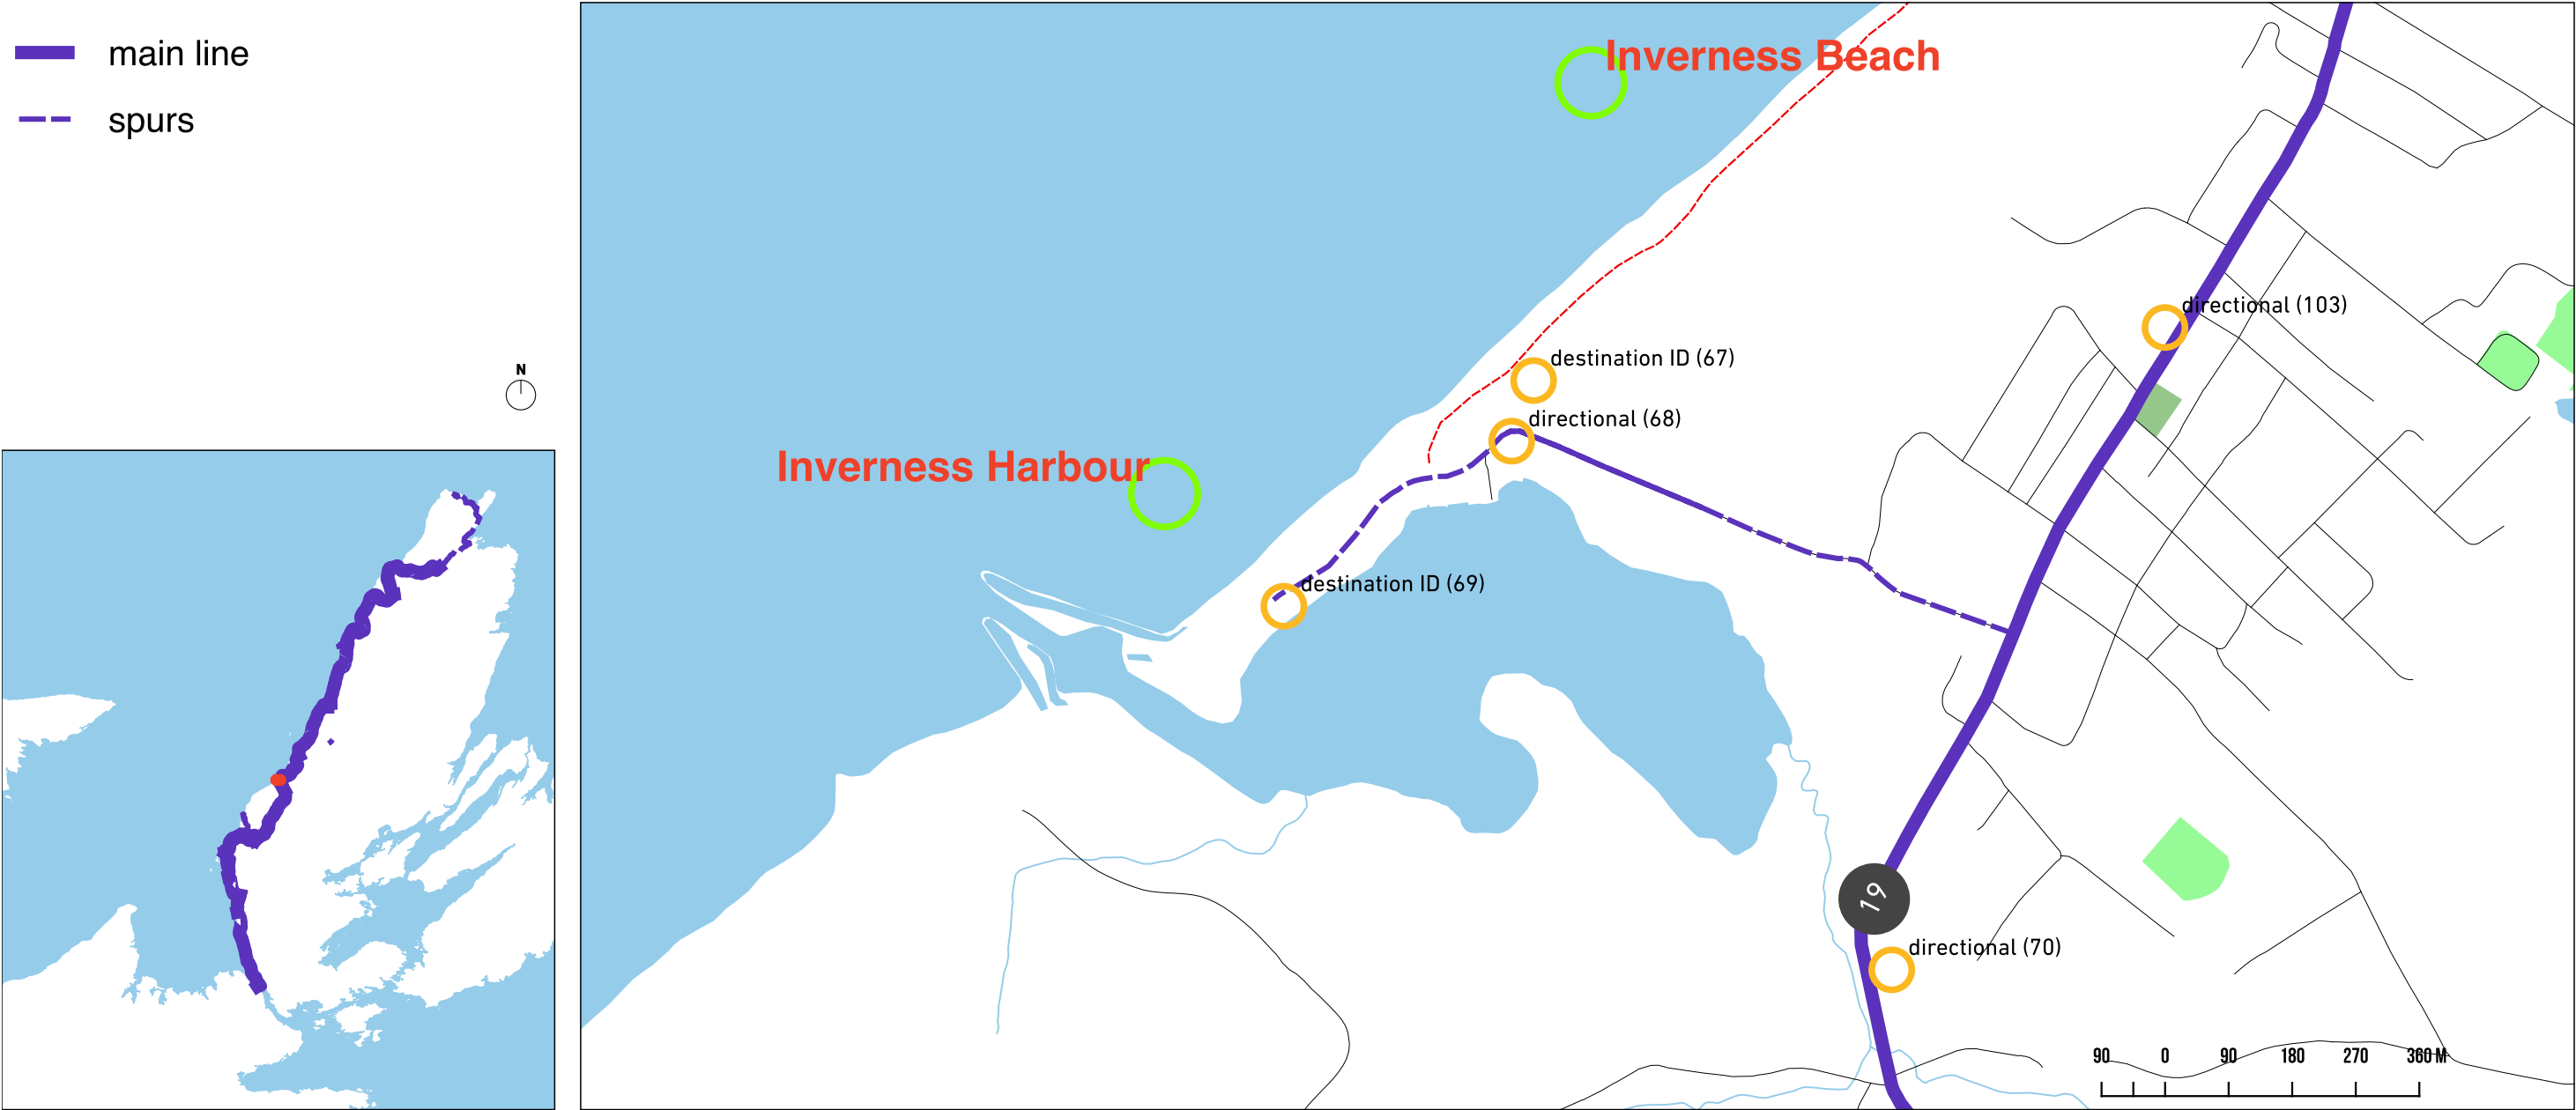 main line
spurs
N
Inverness Beach
directional (103)
destination ID (67)
directional (68)
Inverness Harbour
destination ID (69)
19
directional (70)
90 0 90 180 270 360 M